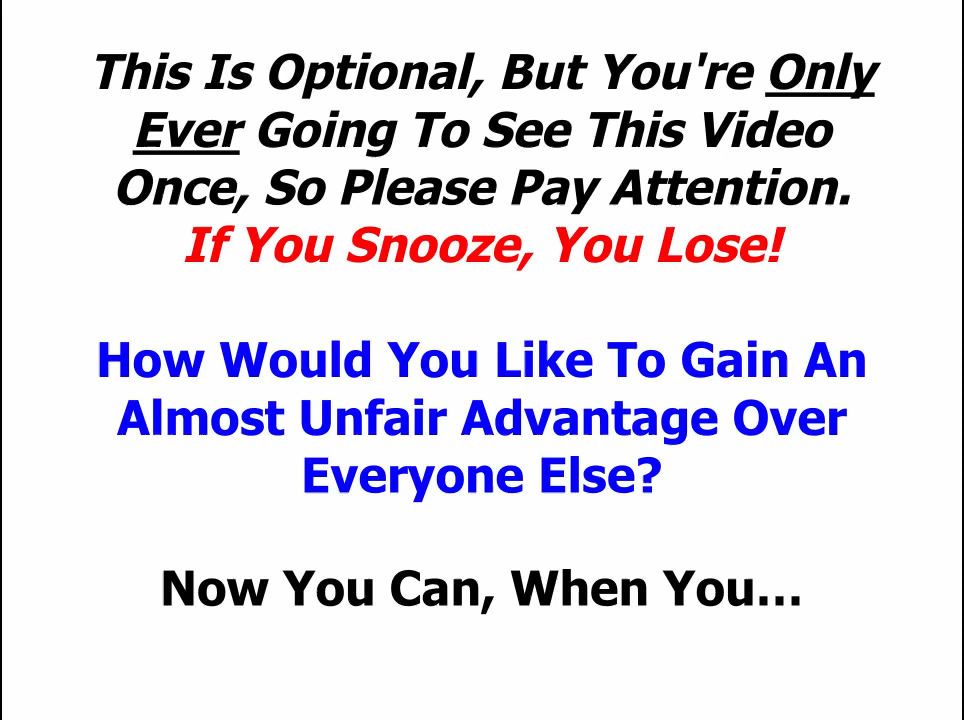 This Is Optional, But You're Only
Ever Going To See This Video
Once, So Please Pay Attention.
If You Snooze, You Lose!
How Would You Like To Gain An
Almost Unfair Advantage Over
Everyone Else?
Now You Can, When You...